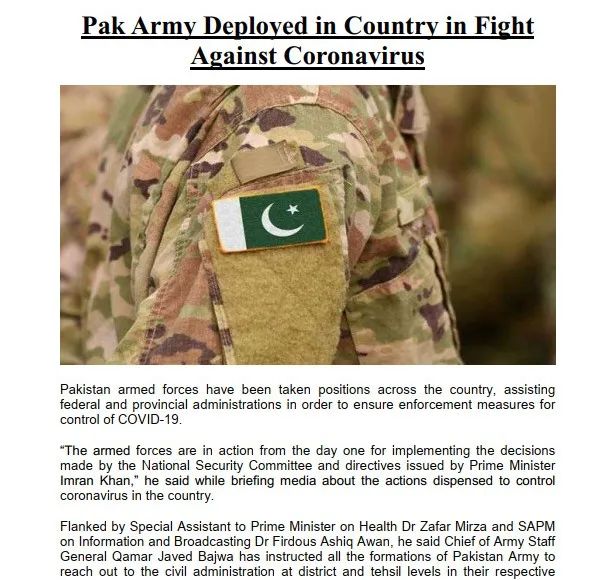 Pak Army Deployed in Country in Fight
Against Coronavirus
Pakistan armed forces have been taken positions across the country, assisting
federal and provincial administrations in order to ensure enforcement measures for
control of COVID-19.
“The armed forces are in action from the day one for implementing the decisions
made by the National Security Committee and directives issued by Prime Minister
Imran Khan,” he said while briefing media about the actions dispensed to control
coronavirus in the country.
Flanked by Special Assistant to Prime Minister on Health Dr Zafar Mirza and SAPM
on Information and Broadcasting Dr Firdous Ashiq Awan, he said Chief of Army Staff
General Qamar Javed Bajwa has instructed all the formations of Pakistan Army to
reach out to the civil administration at district and tehsil levels in their respective